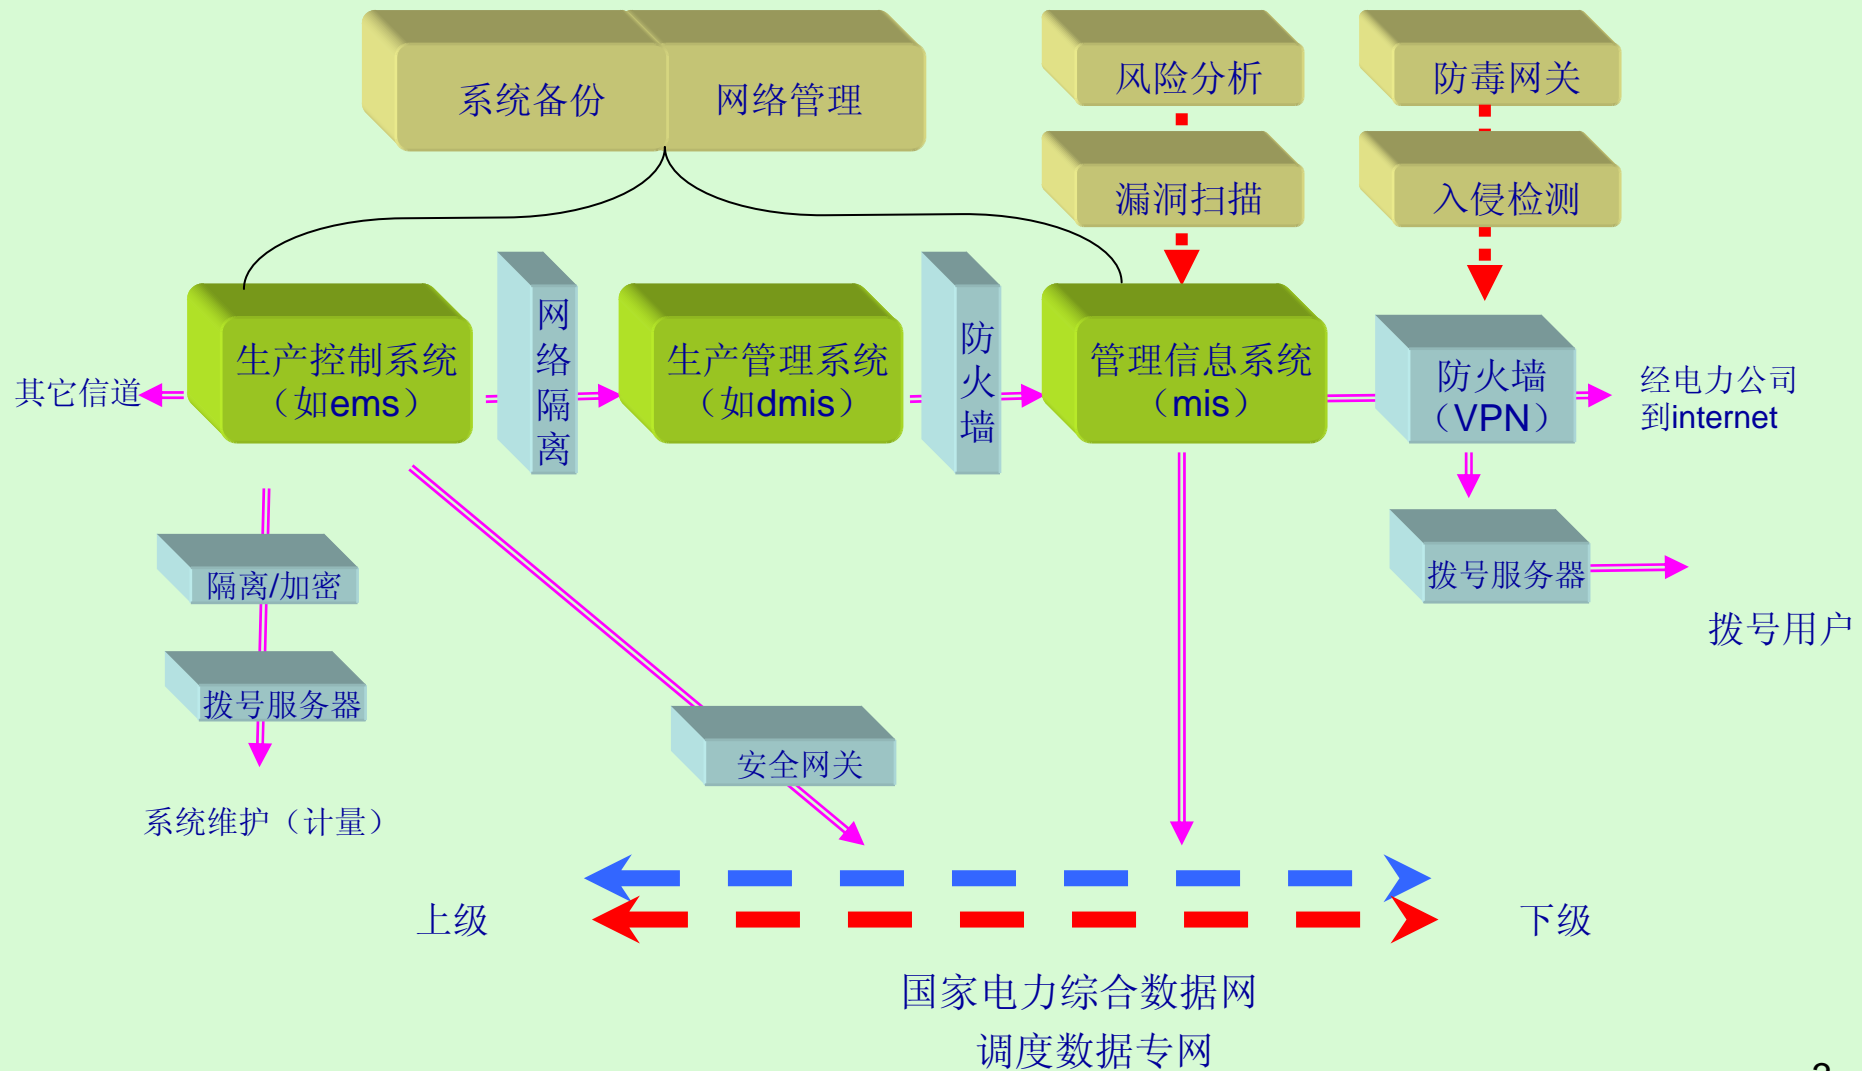 系统备份
网络管理
风险分析
防毒网关
漏洞扫描
入侵检测
其它信道
生产控制系统
（如ems）
网
络
隔
离
生产管理系统
（如dmis）
防
火
墙
管理信息系统
（mis）
防火墙
（VPN）
经电力公司
到internet
隔离/加密
拨号服务器
拨号服务器
拨号用户
安全网关
系统维护（计量）
上级
下级
国家电力综合数据网
调度数据专网